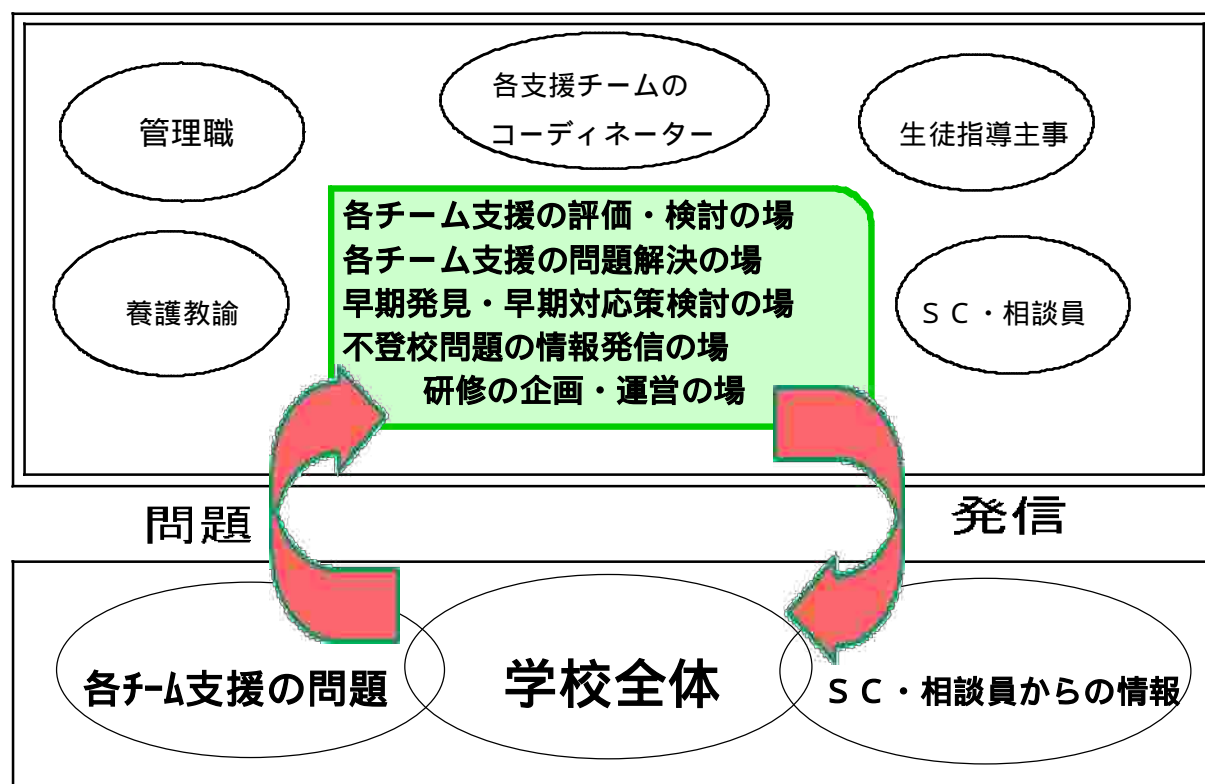 各支援チームの
コーディネーター
管理職
生徒指導主事
各チーム支援の評価・検討の場
各チーム支援の問題解決の場
早期発見・早期対応策検討の場
不登校問題の情報発信の場
研修の企画・運営の場
養護教諭
ＳＣ・相談員
問題
発信
各ﾁｰﾑ支援の問題
学校全体
ＳＣ・相談員からの情報